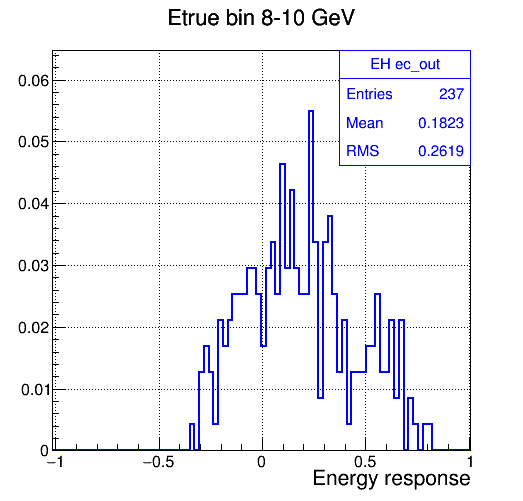 Etrue bin 8-10 GeV
EH ec_out
Entries 237
Mean 0.1823
RMS 0.2619
0.06
0.05
0.04
0.03
0.02
0.01
0
−1 −0.5 0 0.5 1
Energy response